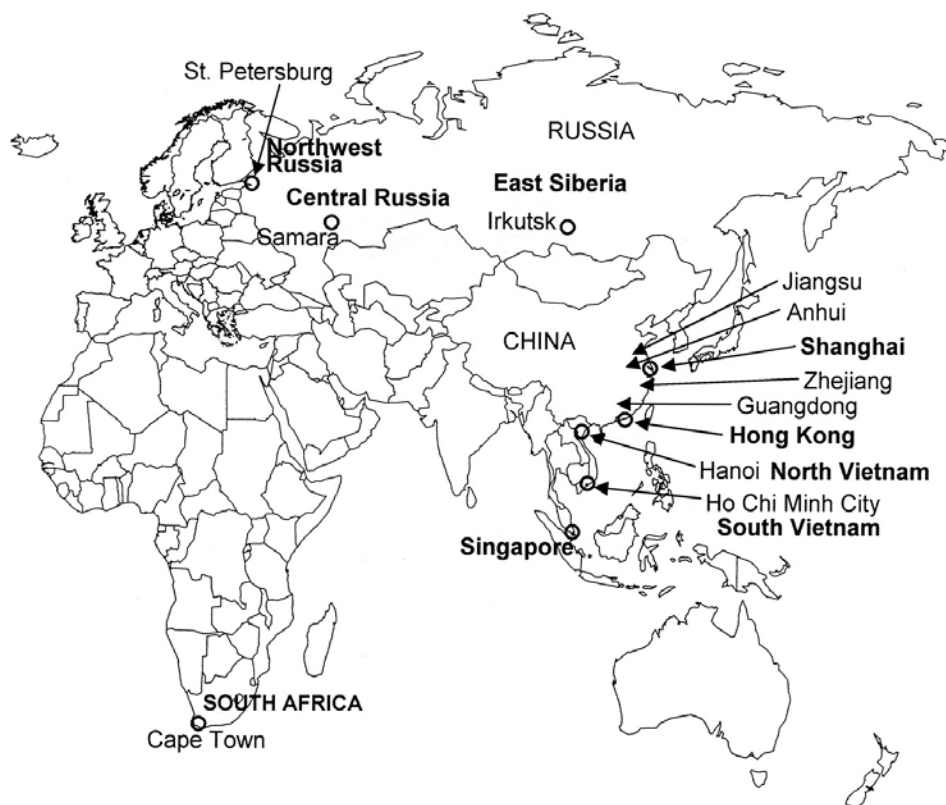 St. Petersburg
RUSSIA
Northwest
Russia
Central Russia
East Siberia
Samara
Irkutsk
Jiangsu
Anhui
CHINA
Shanghai
Zhejiang
Guangdong
Hong Kong
Hanoi North Vietnam
Ho Chi Minh City
South Vietnam
Singapore
SOUTH AFRICA
Cape Town